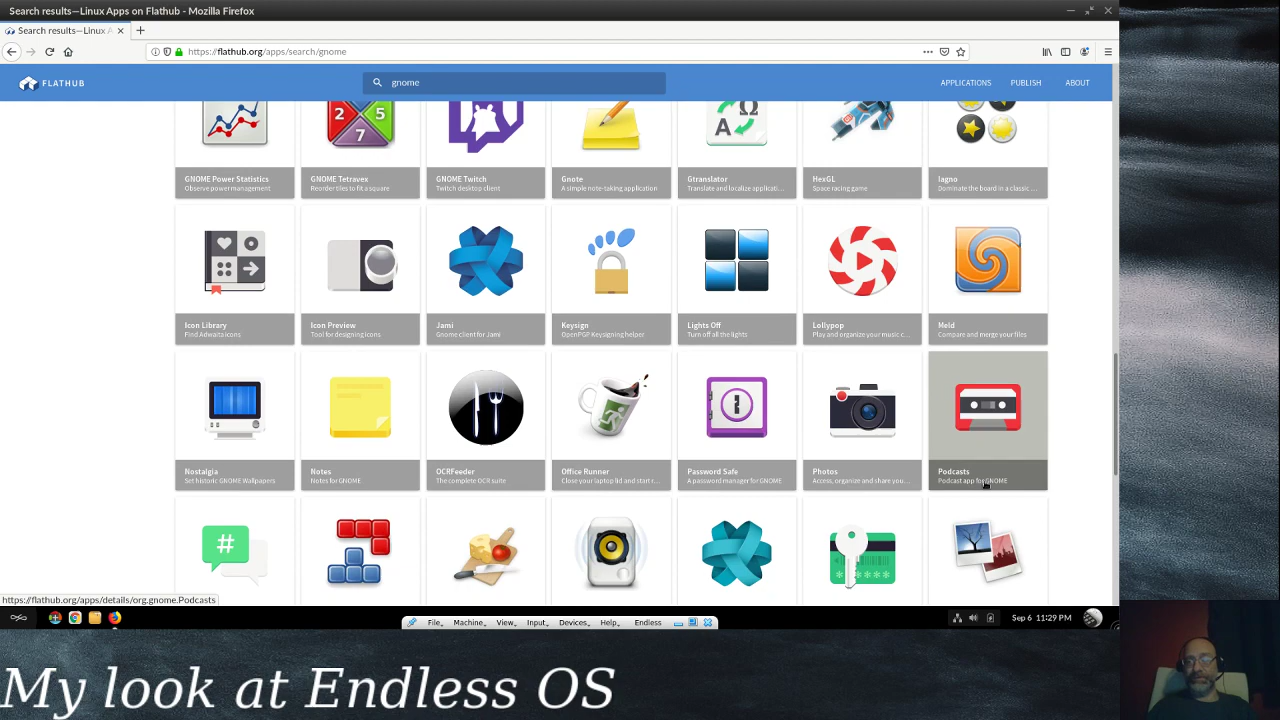 Search results—Linux Apps on Flathub - Mozilla Firefox
Search results—Linux A
https://flathub.org/apps/search/gnome
FLATHUB
gnome
APPLICATIONS
PUBLISH
ABOUT
2
5
7
A
Ω
GNOME Power Statistics
Observe power management
GNOME Tetravex
Reorder tiles to fit a square
GNOME Twitch
Twitch desktop client
Gnote
A simple note-taking application
Gtranslator
Translate and localize applicati...
HexGL
Space racing game
Iagno
Dominate the board in a classic ...
Icon Library
Find Adwaita icons
Icon Preview
Tool for designing icons
Jami
Gnome client for Jami
Keysign
OpenPGP Keysigning helper
Lights Off
Turn off all the lights
Lollypop
Play and organize your music c...
Meld
Compare and merge your files
Nostalgia
Set historic GNOME Wallpapers
Notes
Notes for GNOME
OCRFeeder
The complete OCR suite
Office Runner
Close your laptop lid and start r...
Password Safe
A password manager for GNOME
Photos
Access, organize and share you...
Podcasts
Podcast app for GNOME
#
https://flathub.org/apps/details/org.gnome.Podcasts
Sep 6 11:29 PM
File
Machine
View
Input
Devices
Help
Endless
My look at Endless OS